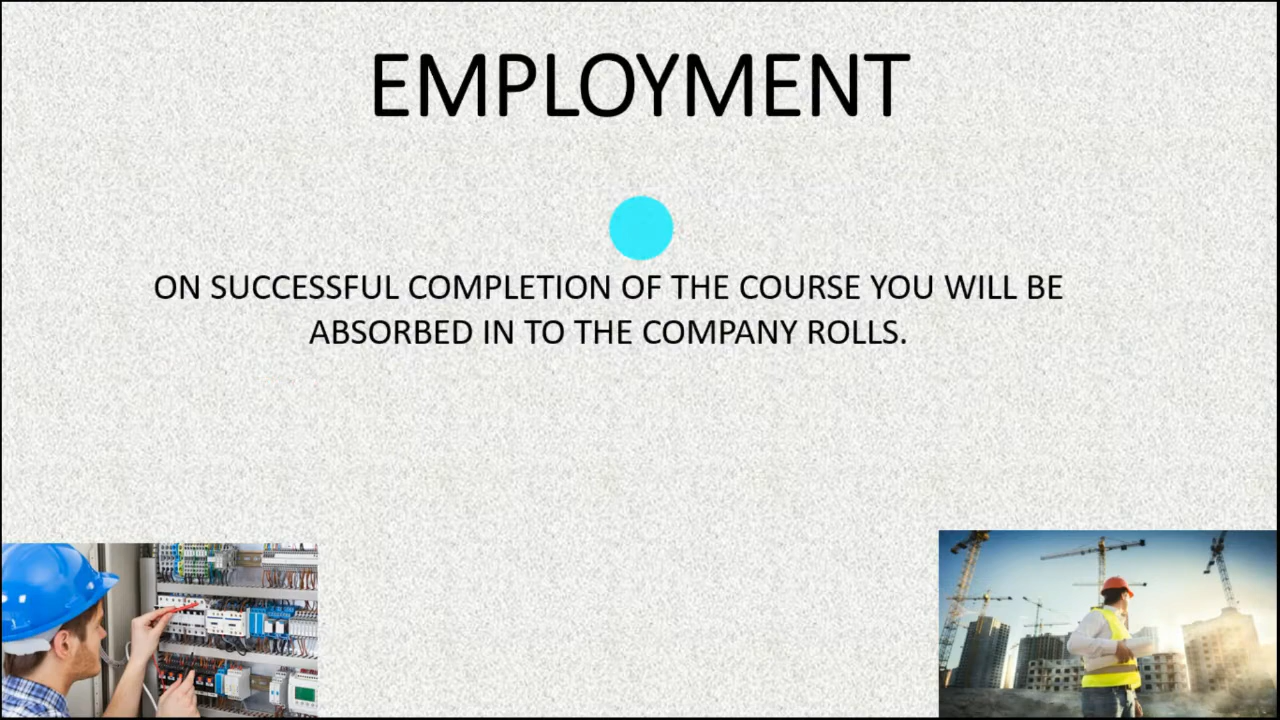 EMPLOYMENT
ON SUCCESSFUL COMPLETION OF THE COURSE YOU WILL BE
ABSORBED IN TO THE COMPANY ROLLS.